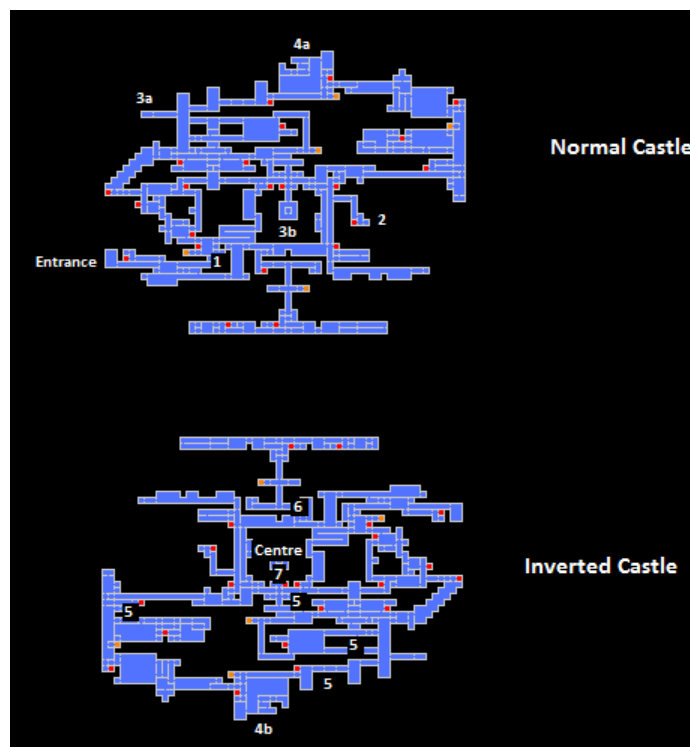 4a
3a
Normal Castle
2
3b
Entrance
1
6
Centre
7
Inverted Castle
5
5
5
5
4b